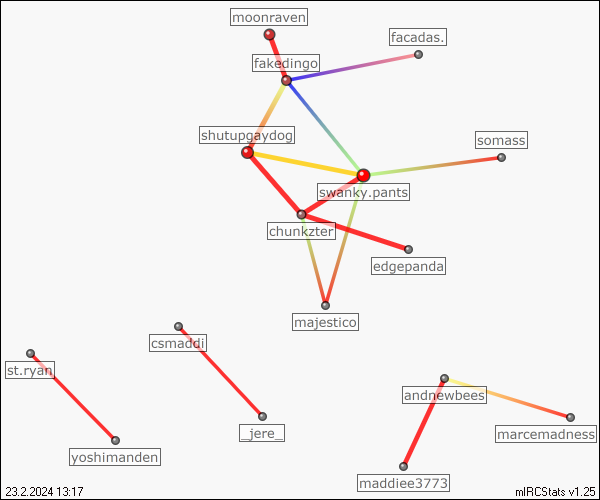 moonraven
facadas.
fakedingo
shutupgaydog
somass
swanky.pants
chunkzter
edgepanda
majestico
csmaddi
st.ryan
andnewbees
_jere_
marcemadness
yoshimanden
maddiee3773
23.2.2024 13:17
mIRCStats v1.25